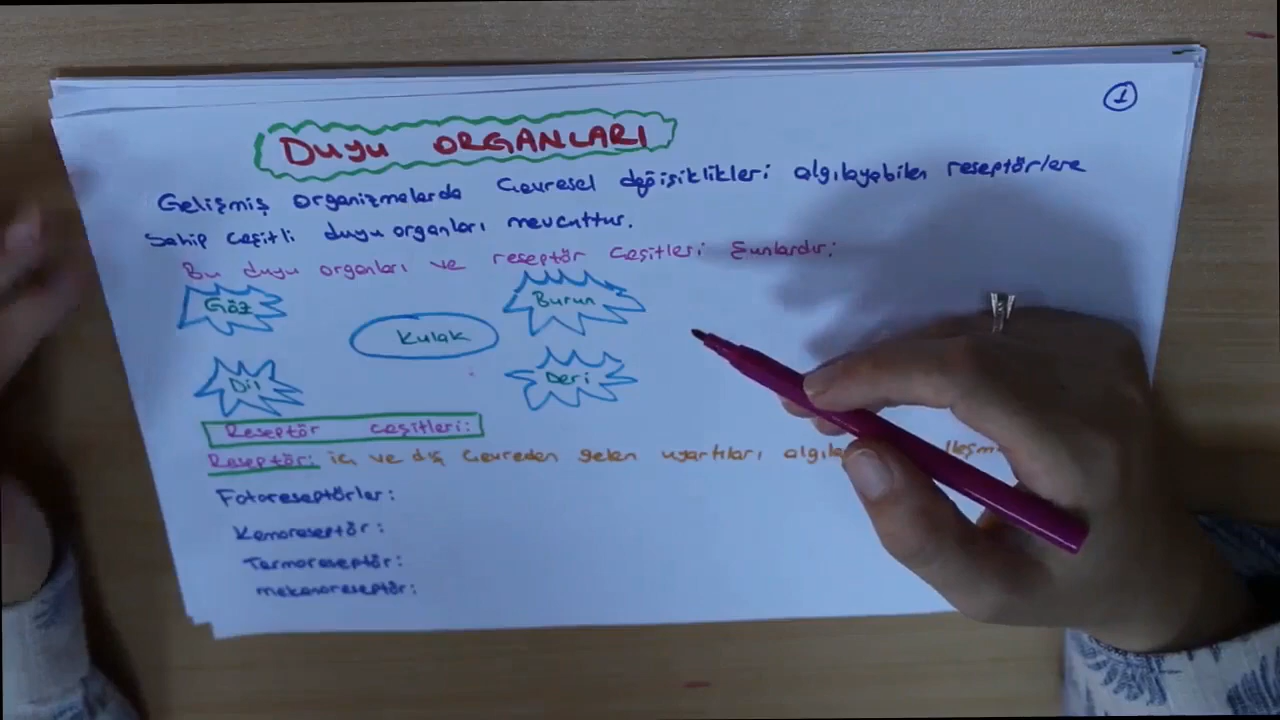 1
DUYU ORGANLARI
Gelişmiş organizmalarda Çevresel değişiklikleri algılayabilen reseptörlere
Sahip çeşitli duyu organları mevcuttur.
Bu duyu organları ve reseptör çeşitleri Şunlardır:
Göz
Burun
Kulak
Dil
Deri
Reseptör çeşitleri:
Reseptör: iç ve dış Çevreden gelen uyartıları
Fotoreseptörler:
Kemoreseptör:
Termoreseptör:
mekanoreseptör: